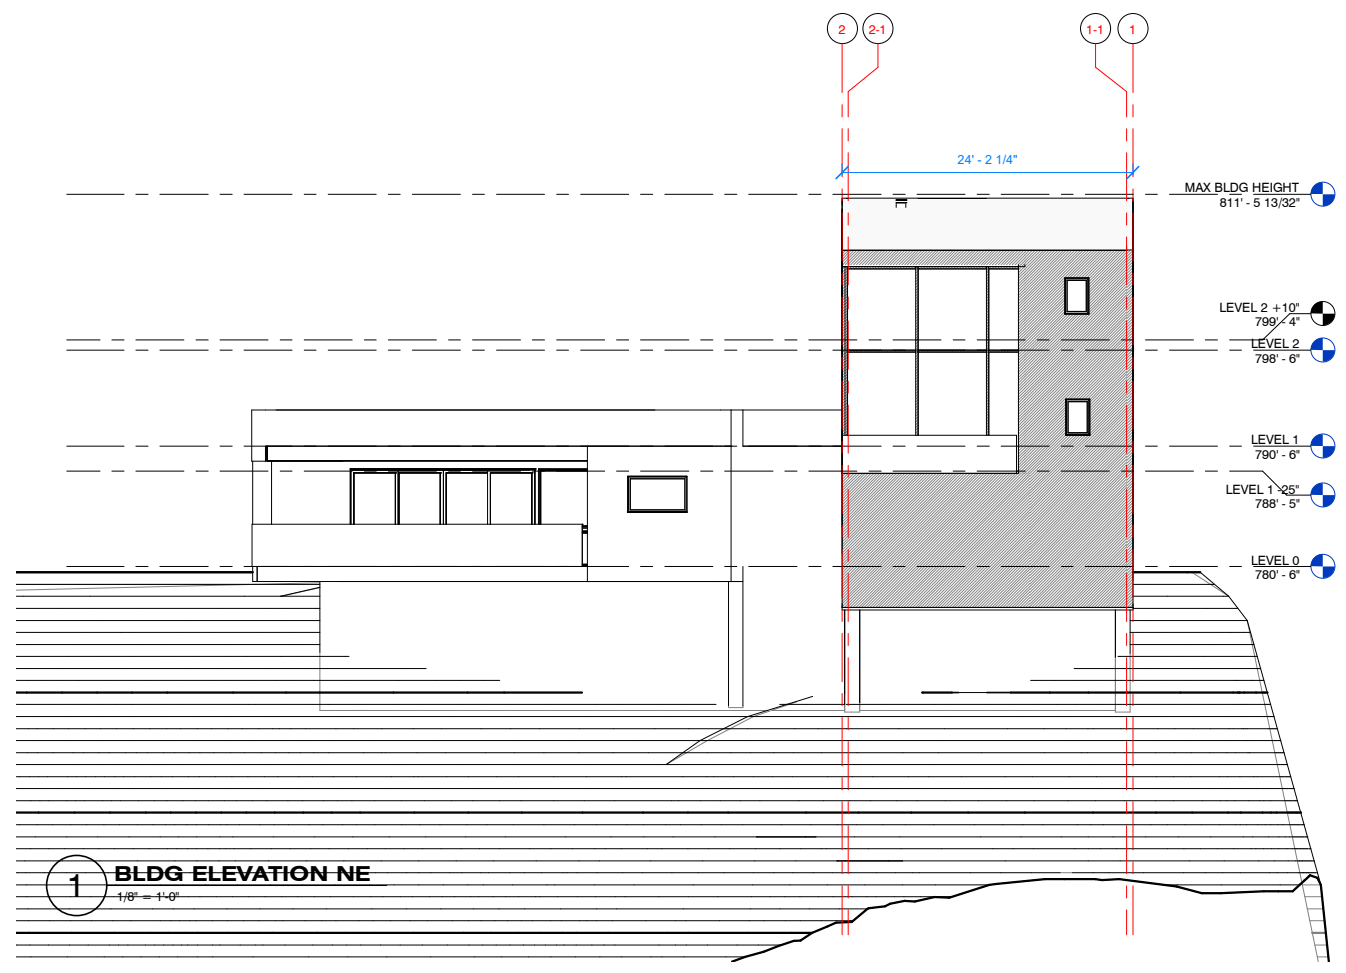 2 2-1 1-1 1
24' - 2 1/4"
MAX BLDG HEIGHT
811' - 5 13/32"
LEVEL 2 +10"
799' - 4"
LEVEL 2
798' - 6"
LEVEL 1
790' - 6"
LEVEL 1 -25"
788' - 5"
LEVEL 0
780' - 6"
1 BLDG ELEVATION NE
1/8" = 1'-0"